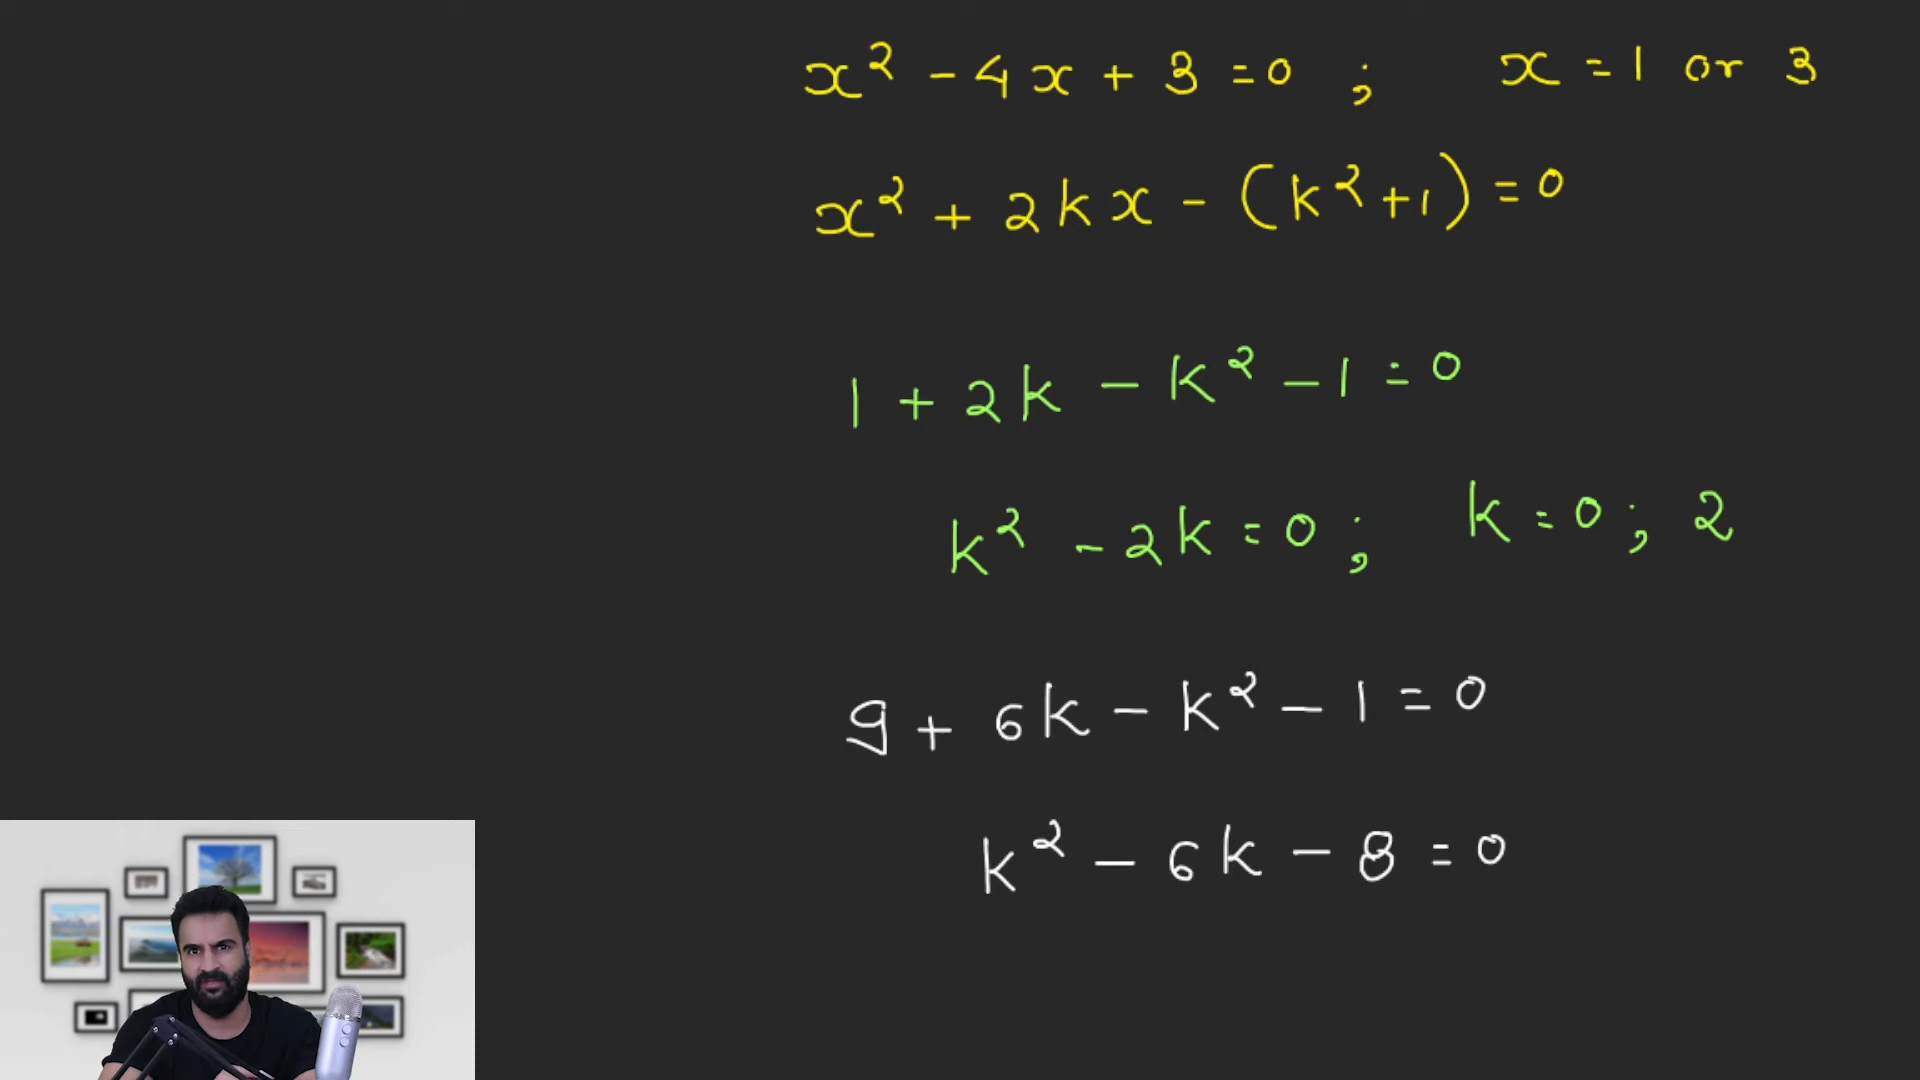 x² - 4x + 3 = 0 ; x = 1 or 3
x² + 2kx - (k² + 1) = 0
1 + 2k - k² - 1 = 0
k² - 2k = 0 ; k = 0 ; 2
9 + 6k - k² - 1 = 0
k² - 6k - 8 = 0